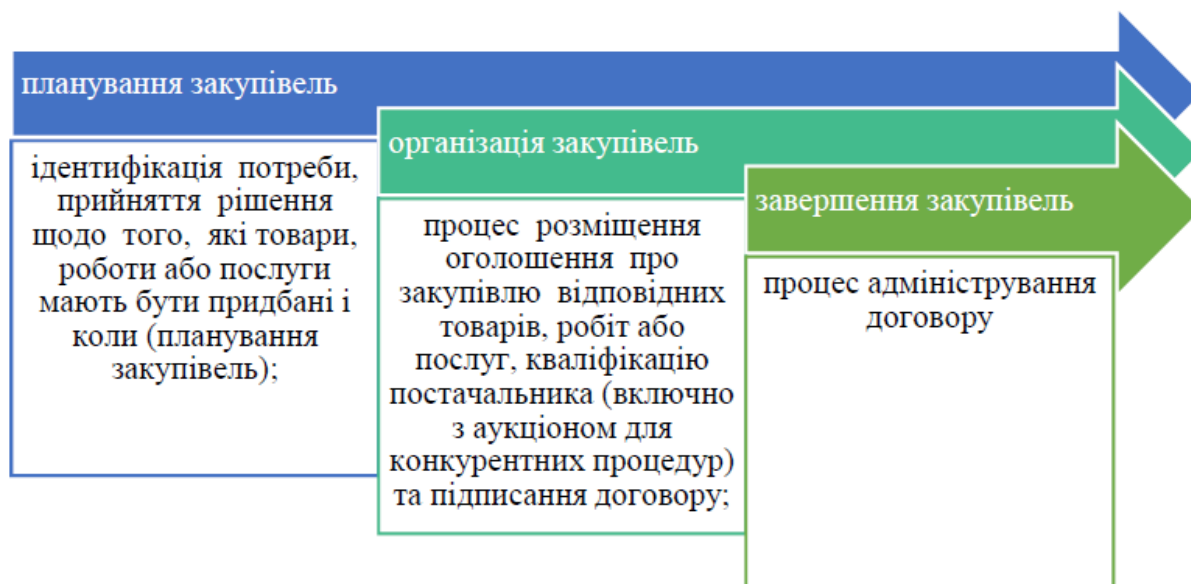 планування закупівель
ідентифікація потреби,
прийняття рішення
щодо того, які товари,
роботи або послуги
мають бути придбані і
коли (планування
закупівель);
організація закупівель
процес розміщення
оголошення про
закупівлю відповідних
товарів, робіт або
послуг, кваліфікацію
постачальника (включно
з аукціоном для
конкурентних процедур)
та підписання договору;
завершення закупівель
процес адміністрування
договору